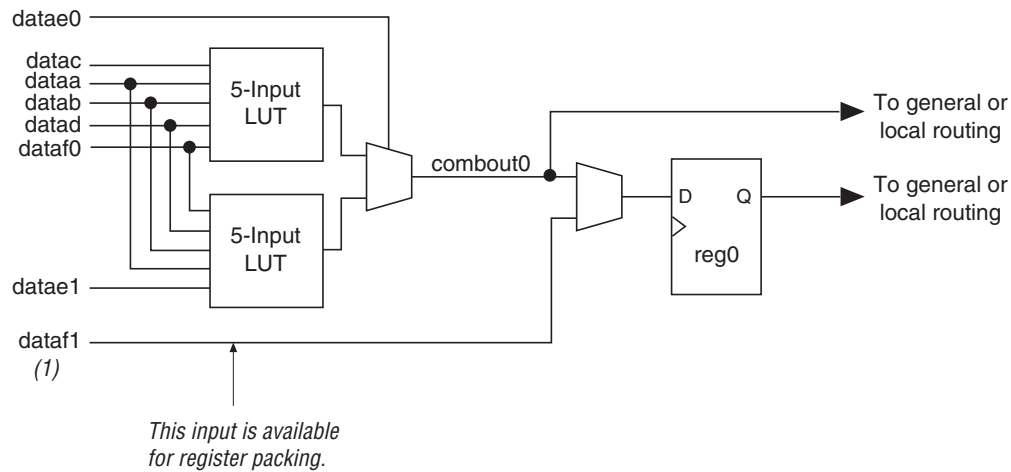 datae0
datac
dataa
datab
datad
dataf0
5-Input
LUT
5-Input
LUT
combout0
To general or
local routing
D
Q
reg0
To general or
local routing
datae1
dataf1
(1)
This input is available
for register packing.